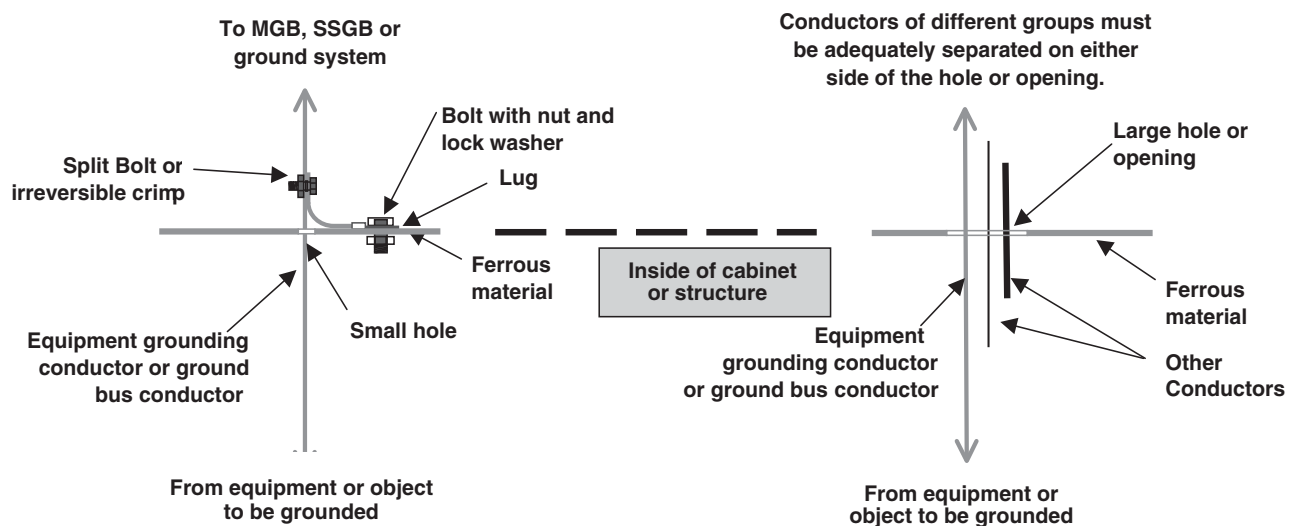 To MGB, SSGB or
ground system
Conductors of different groups must
be adequately separated on either
side of the hole or opening.
Bolt with nut and
lock washer
Large hole or
opening
Split Bolt or
irreversible crimp
Lug
Ferrous
material
Inside of cabinet
or structure
Ferrous
material
Small hole
Equipment grounding
conductor or ground
bus conductor
Equipment
grounding conductor
or ground bus conductor
Other
Conductors
From equipment or object
to be grounded
From equipment or
object to be grounded